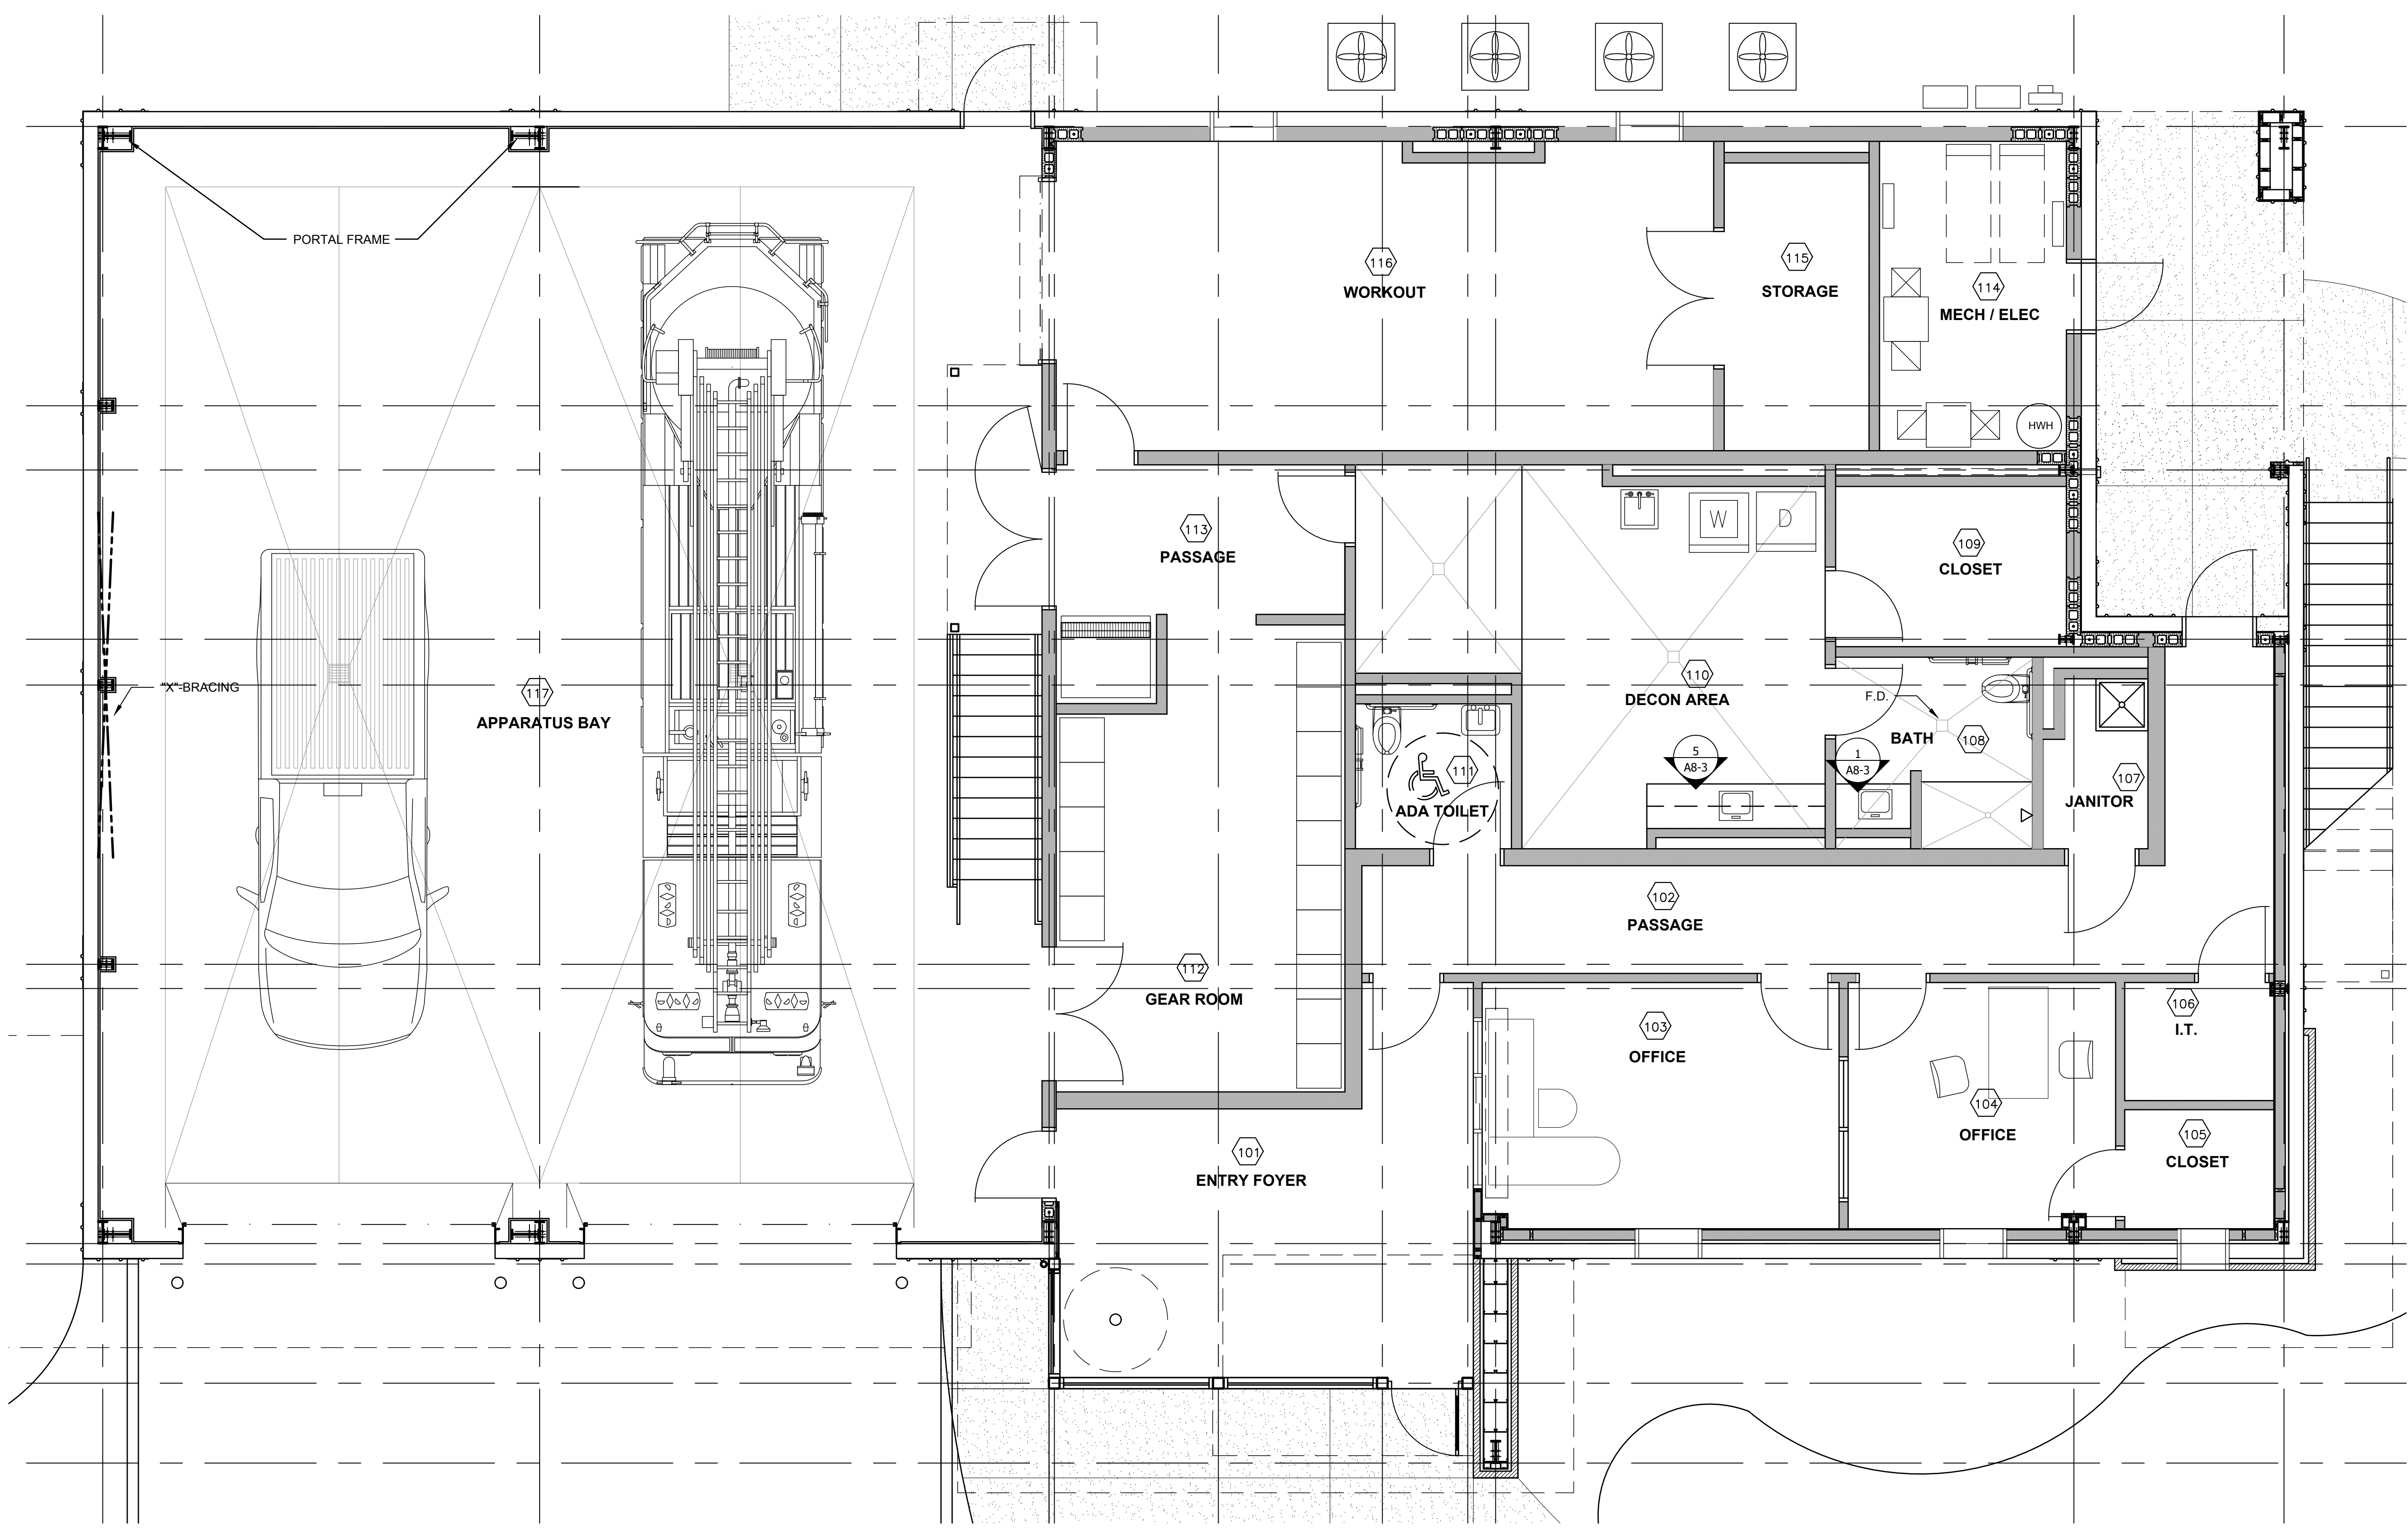 PORTAL FRAME
116
WORKOUT
115
STORAGE
114
MECH / ELEC
HWH
113
PASSAGE
W
D
109
CLOSET
"X"-BRACING
117
APPARATUS BAY
110
DECON AREA
F.D.
BATH
108
5
A8-3
1
A8-3
111
ADA TOILET
107
JANITOR
102
PASSAGE
112
GEAR ROOM
103
OFFICE
106
I.T.
104
OFFICE
101
ENTRY FOYER
105
CLOSET